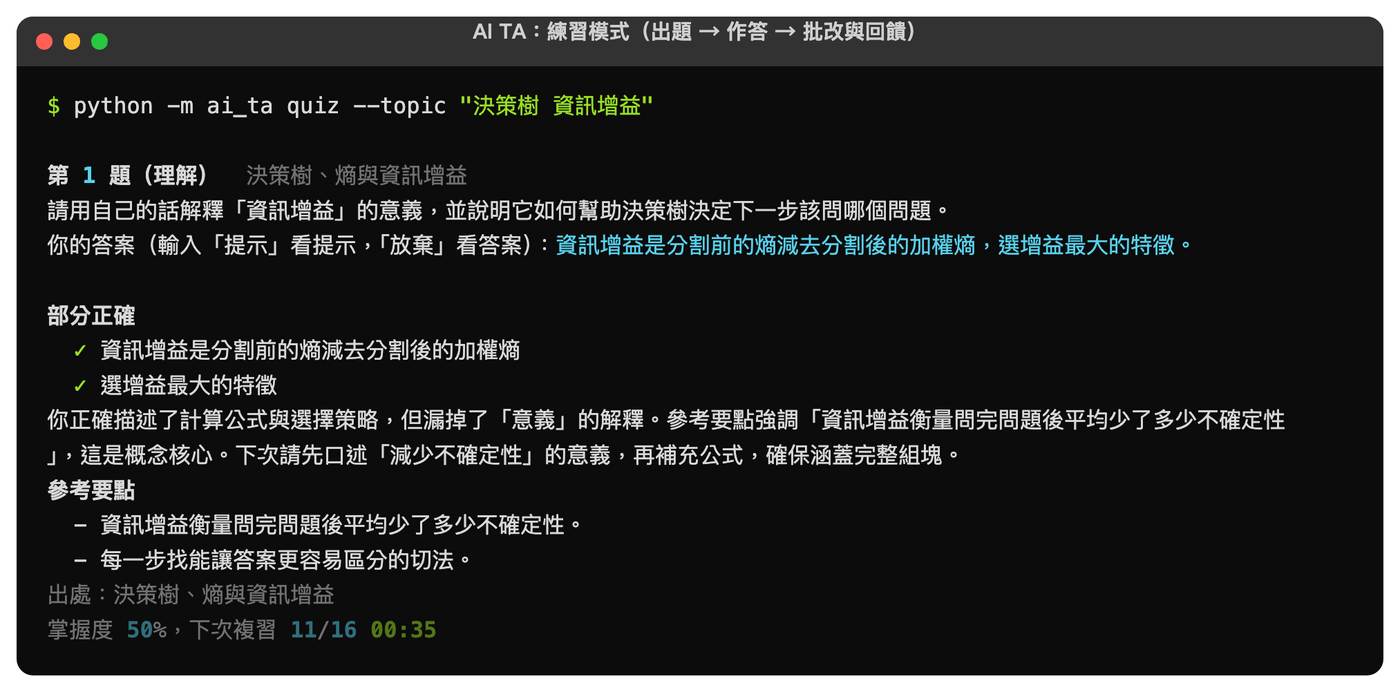 AI TA：練習模式（出題 → 作答 → 批改與回饋）
$ python -m ai_ta quiz --topic "決策樹 資訊增益"
第 1 題（理解） 決策樹、熵與資訊增益
請用自己的話解釋「資訊增益」的意義，並說明它如何幫助決策樹決定下一步該問哪個問題。
你的答案（輸入「提示」看提示，「放棄」看答案）：資訊增益是分割前的熵減去分割後的加權熵，選增益最大的特徵。
部分正確
✓ 資訊增益是分割前的熵減去分割後的加權熵
✓ 選增益最大的特徵
你正確描述了計算公式與選擇策略，但漏掉了「意義」的解釋。參考要點強調「資訊增益衡量問完問題後平均少了多少不確定性
」，這是概念核心。下次請先口述「減少不確定性」的意義，再補充公式，確保涵蓋完整組塊。
參考要點
– 資訊增益衡量問完問題後平均少了多少不確定性。
– 每一步找能讓答案更容易區分的切法。
出處：決策樹、熵與資訊增益
掌握度 50%，下次複習 11/16 00:35